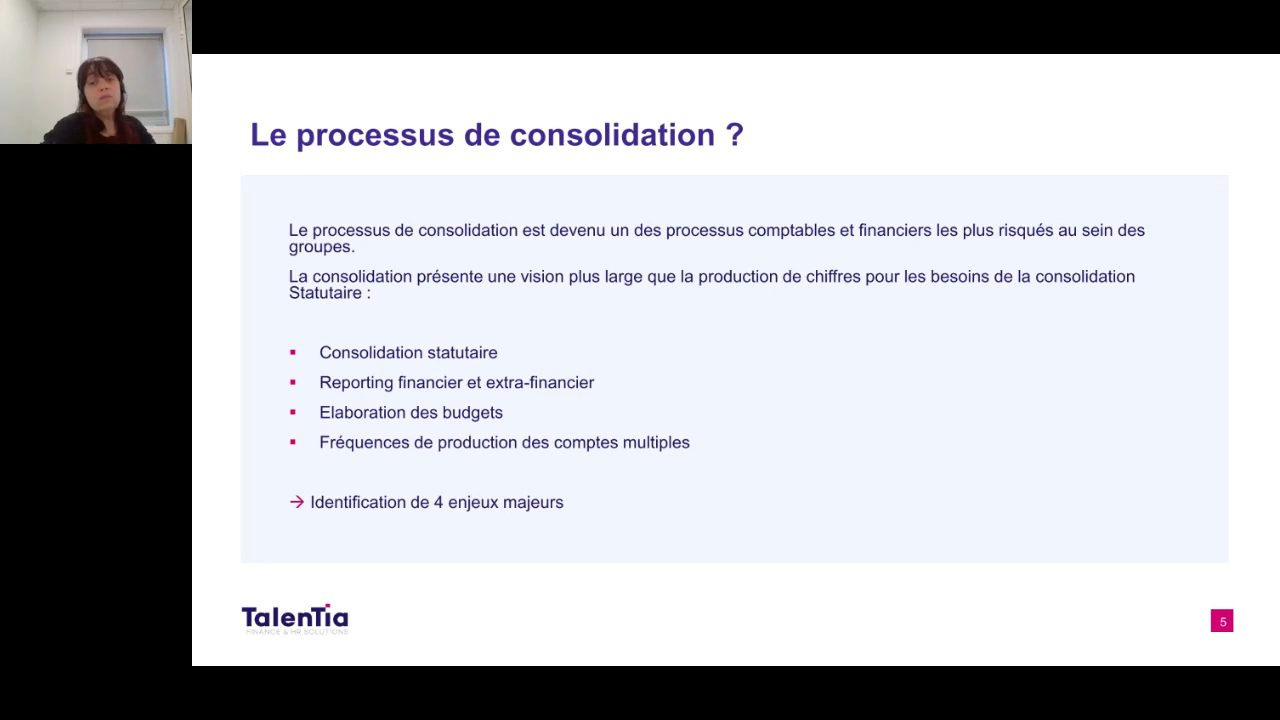 Le processus de consolidation ?
Le processus de consolidation est devenu un des processus comptables et financiers les plus risqués au sein des
groupes.
La consolidation présente une vision plus large que la production de chiffres pour les besoins de la consolidation
Statutaire :
▪ Consolidation statutaire
▪ Reporting financier et extra-financier
▪ Elaboration des budgets
▪ Fréquences de production des comptes multiples
→ Identification de 4 enjeux majeurs
TalenTia
FINANCE & HR SOLUTIONS
5